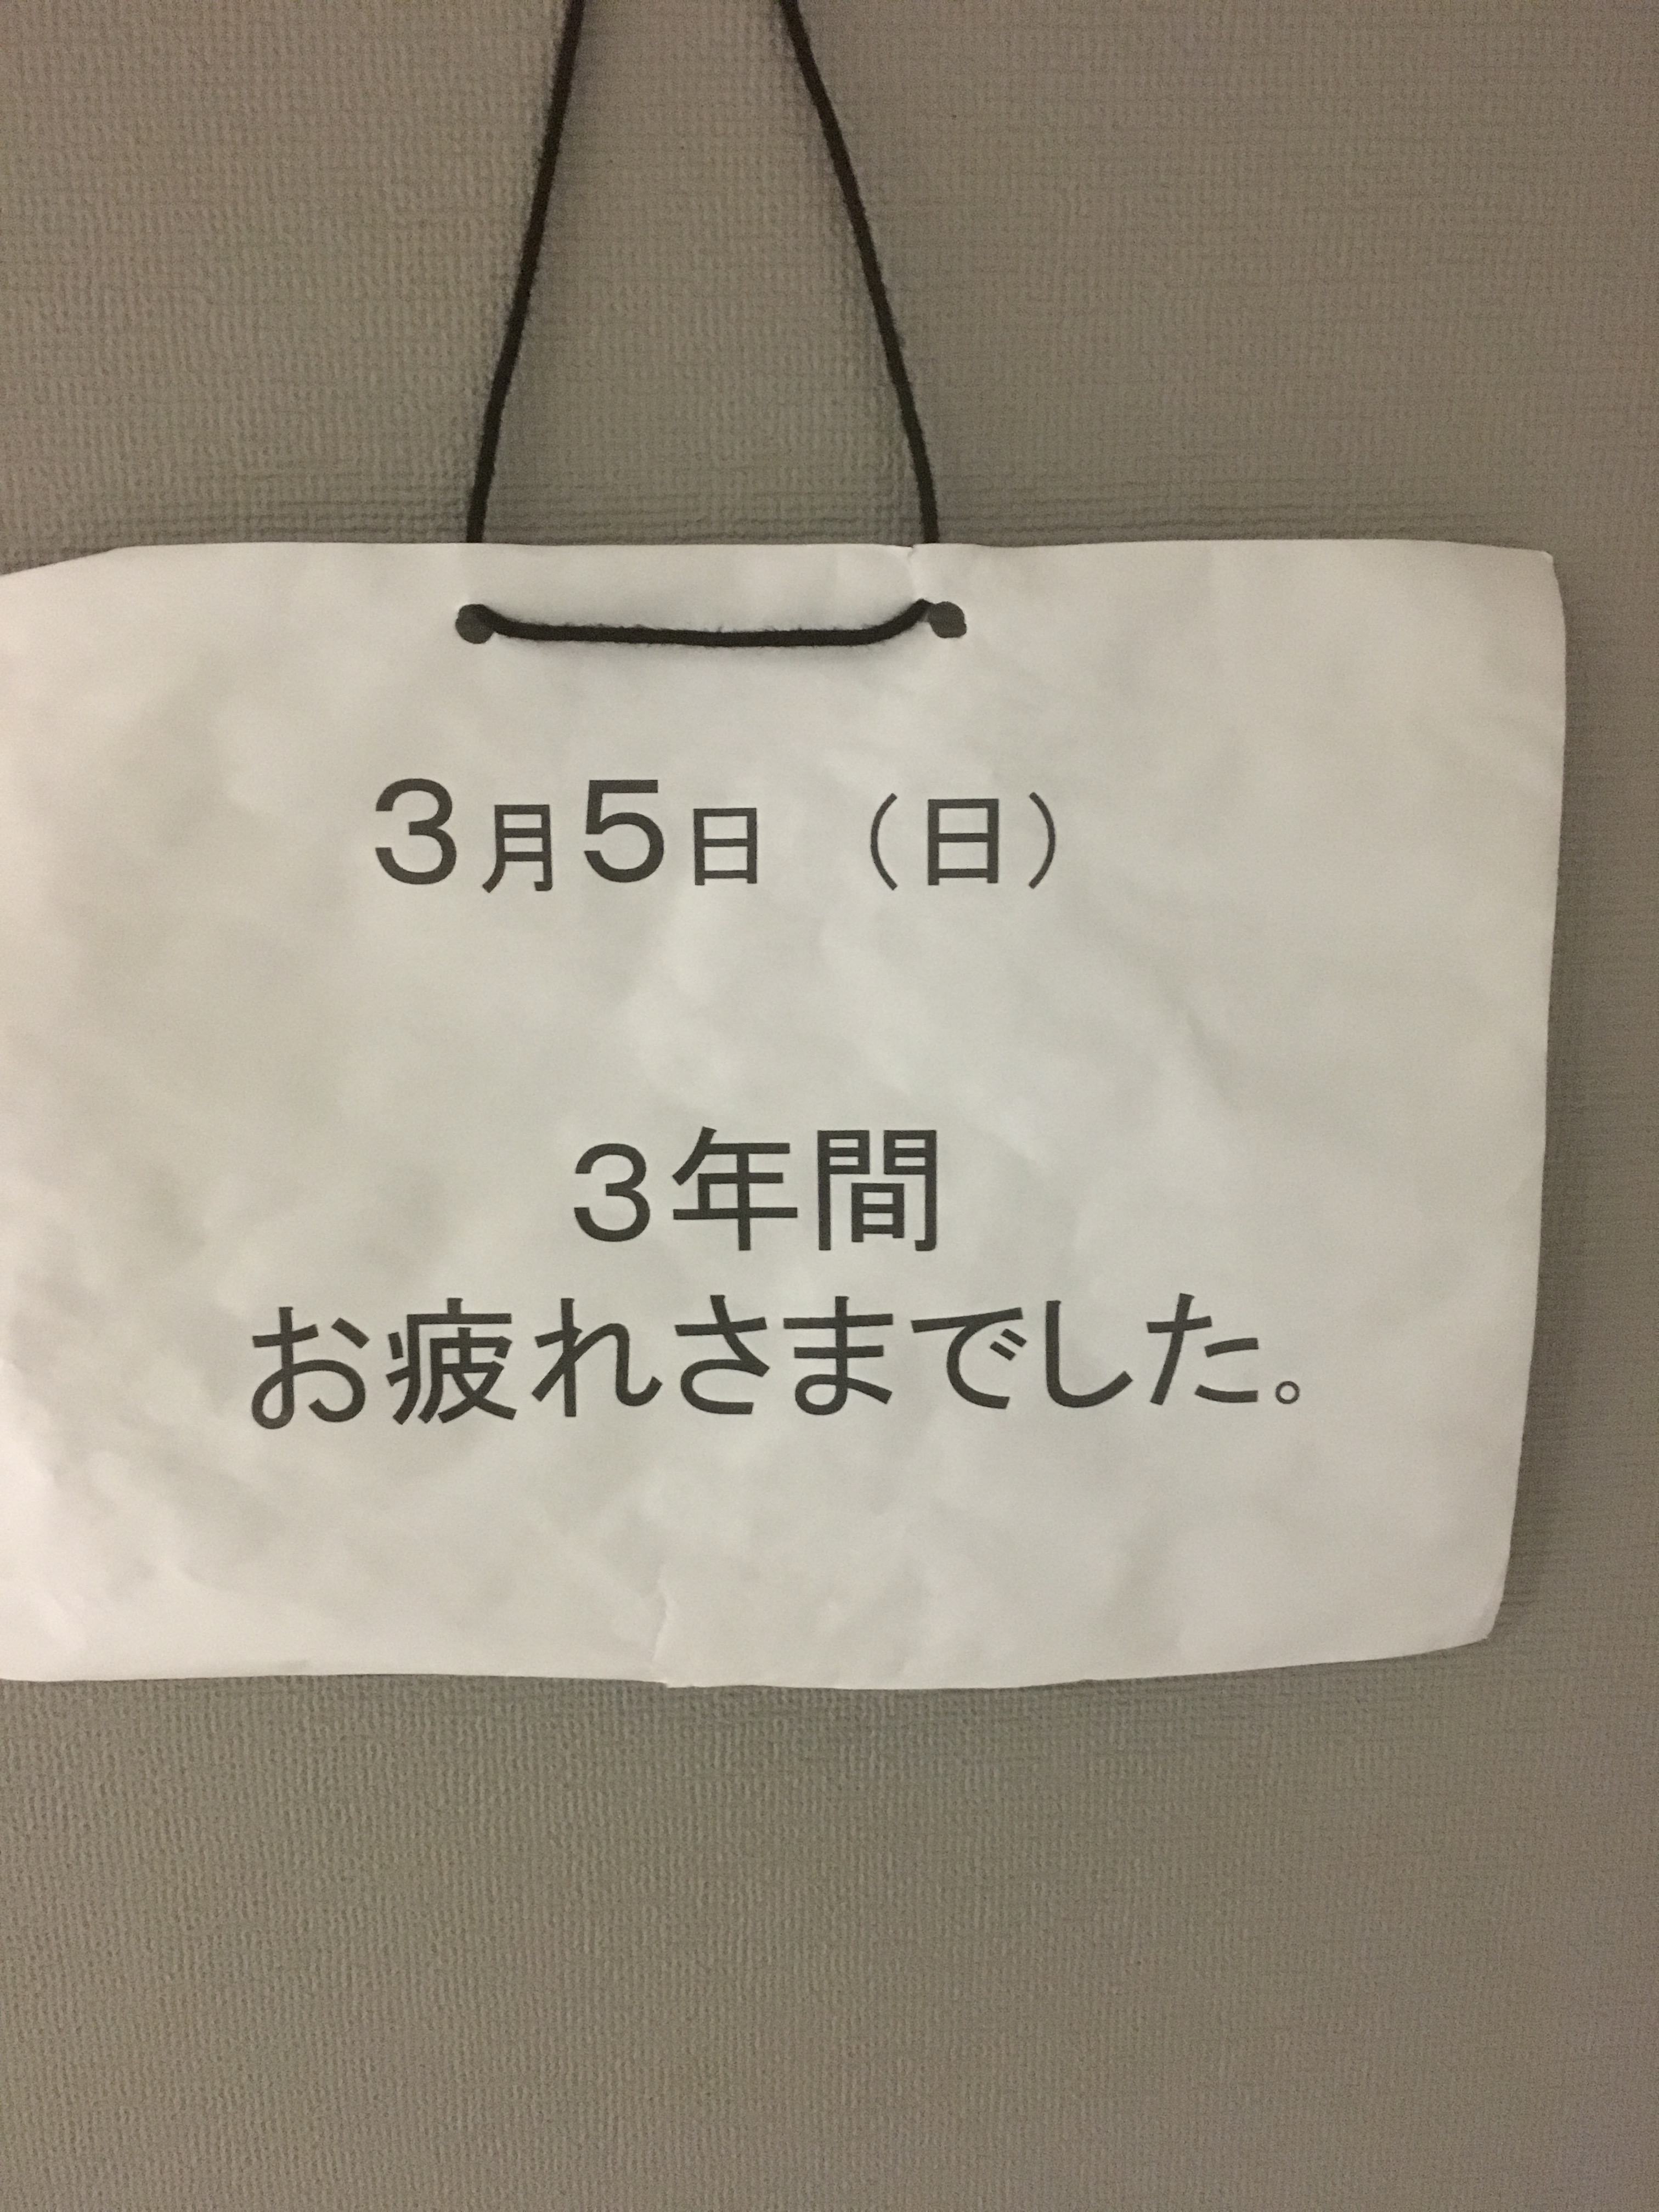 3月5日 （日）
3年間
お疲れさまでした。